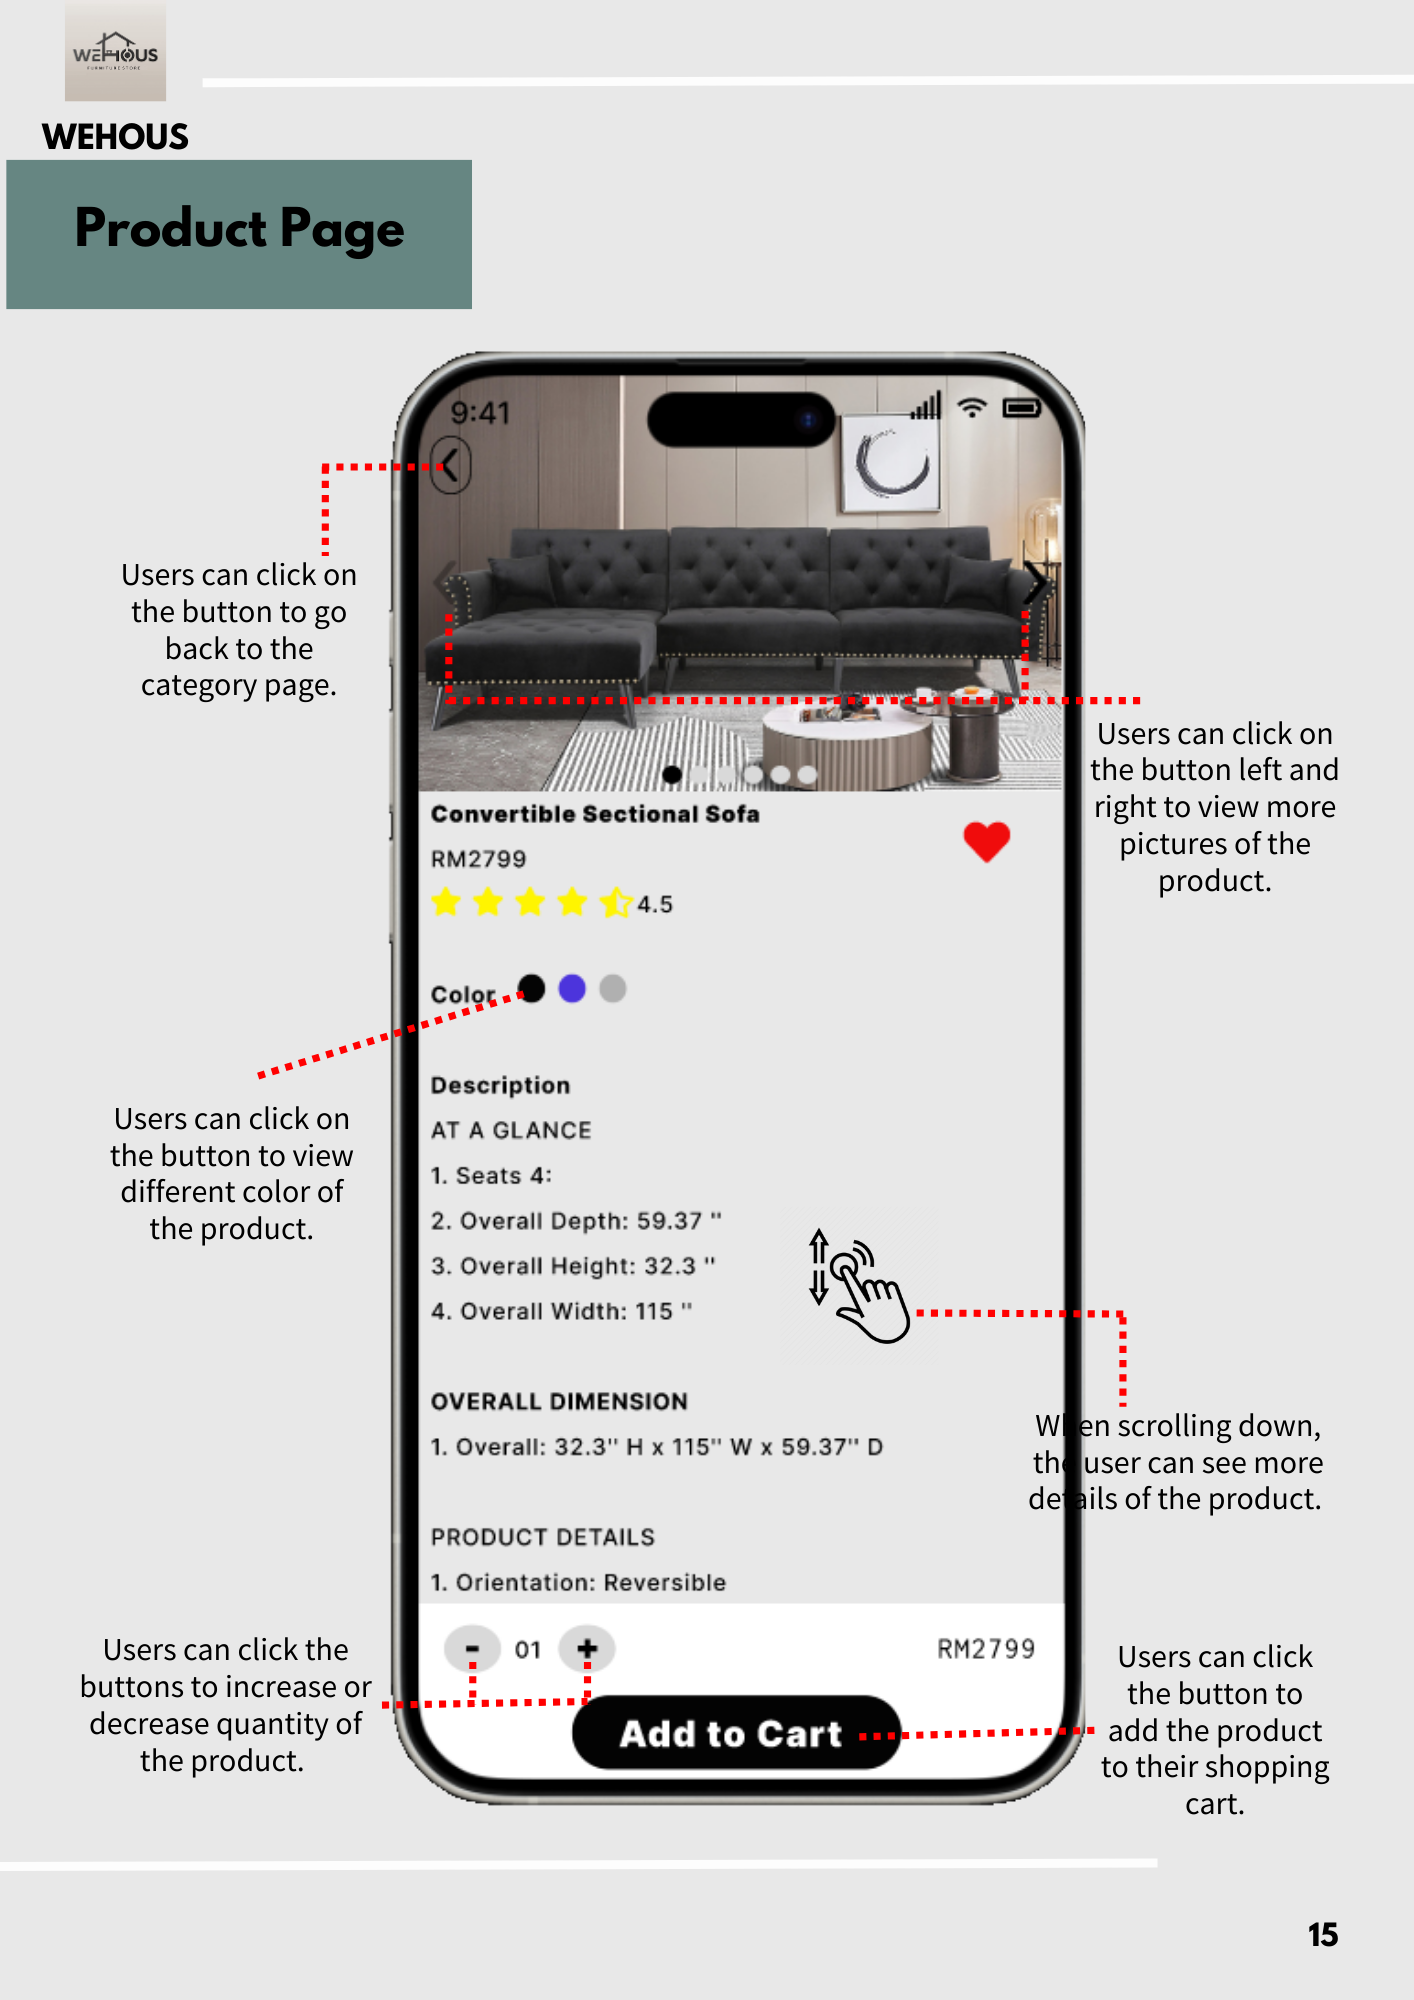 WEHOUS
FURNITURE STORE
WEHOUS
Product Page
9:41
Users can click on
the button to go
back to the
category page.
Users can click on
the button left and
right to view more
pictures of the
product.
Convertible Sectional Sofa
RM2799
4.5
Color
Users can click on
the button to view
different color of
the product.
Description
AT A GLANCE
1. Seats 4:
2. Overall Depth: 59.37 "
3. Overall Height: 32.3 "
4. Overall Width: 115 "
OVERALL DIMENSION
1. Overall: 32.3" H x 115" W x 59.37" D
When scrolling down,
the user can see more
details of the product.
PRODUCT DETAILS
1. Orientation: Reversible
- 01 +
RM2799
Users can click the
buttons to increase or
decrease quantity of
the product.
Add to Cart
Users can click
the button to
add the product
to their shopping
cart.
15